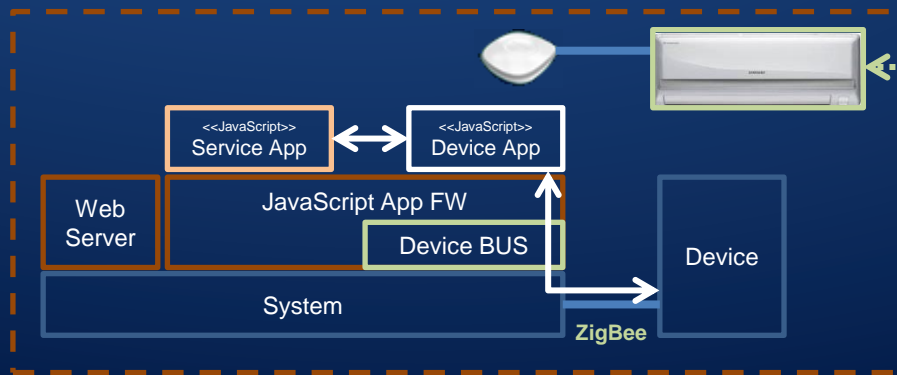 <<JavaScript>>
Service App
<<JavaScript>>
Device App
Web
Server
JavaScript App FW
Device BUS
Device
System
ZigBee